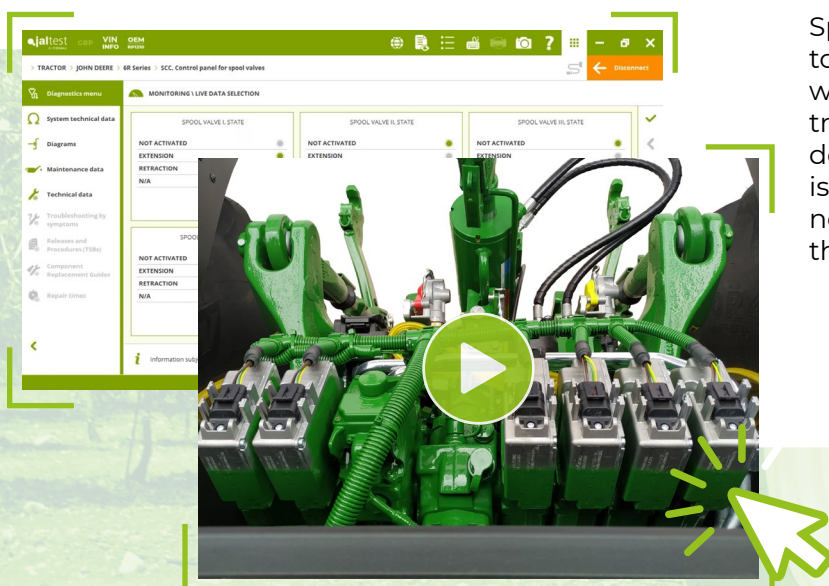 jaltest GBP VIN INFO OEM ?
> TRACTOR > JOHN DEERE > 6R Series > SCC. Control panel for spool valves
Disconnect
Diagnostics menu
System technical data
Diagrams
Maintenance data
Technical data
Troubleshooting by
symptoms
Releases and
Procedures (TSBs)
Component
Replacement Guides
Repair times
MONITORING \ LIVE DATA SELECTION
SPOOL VALVE I: STATE
NOT ACTIVATED
EXTENSION
RETRACTION
N/A
SPOOL VALVE II. STATE
NOT ACTIVATED
EXTENSION
SPOOL VALVE III. STATE
NOT ACTIVATED
EXTENSION
NOT ACTIVATED
EXTENSION
RETRACTION
N/A
i Information